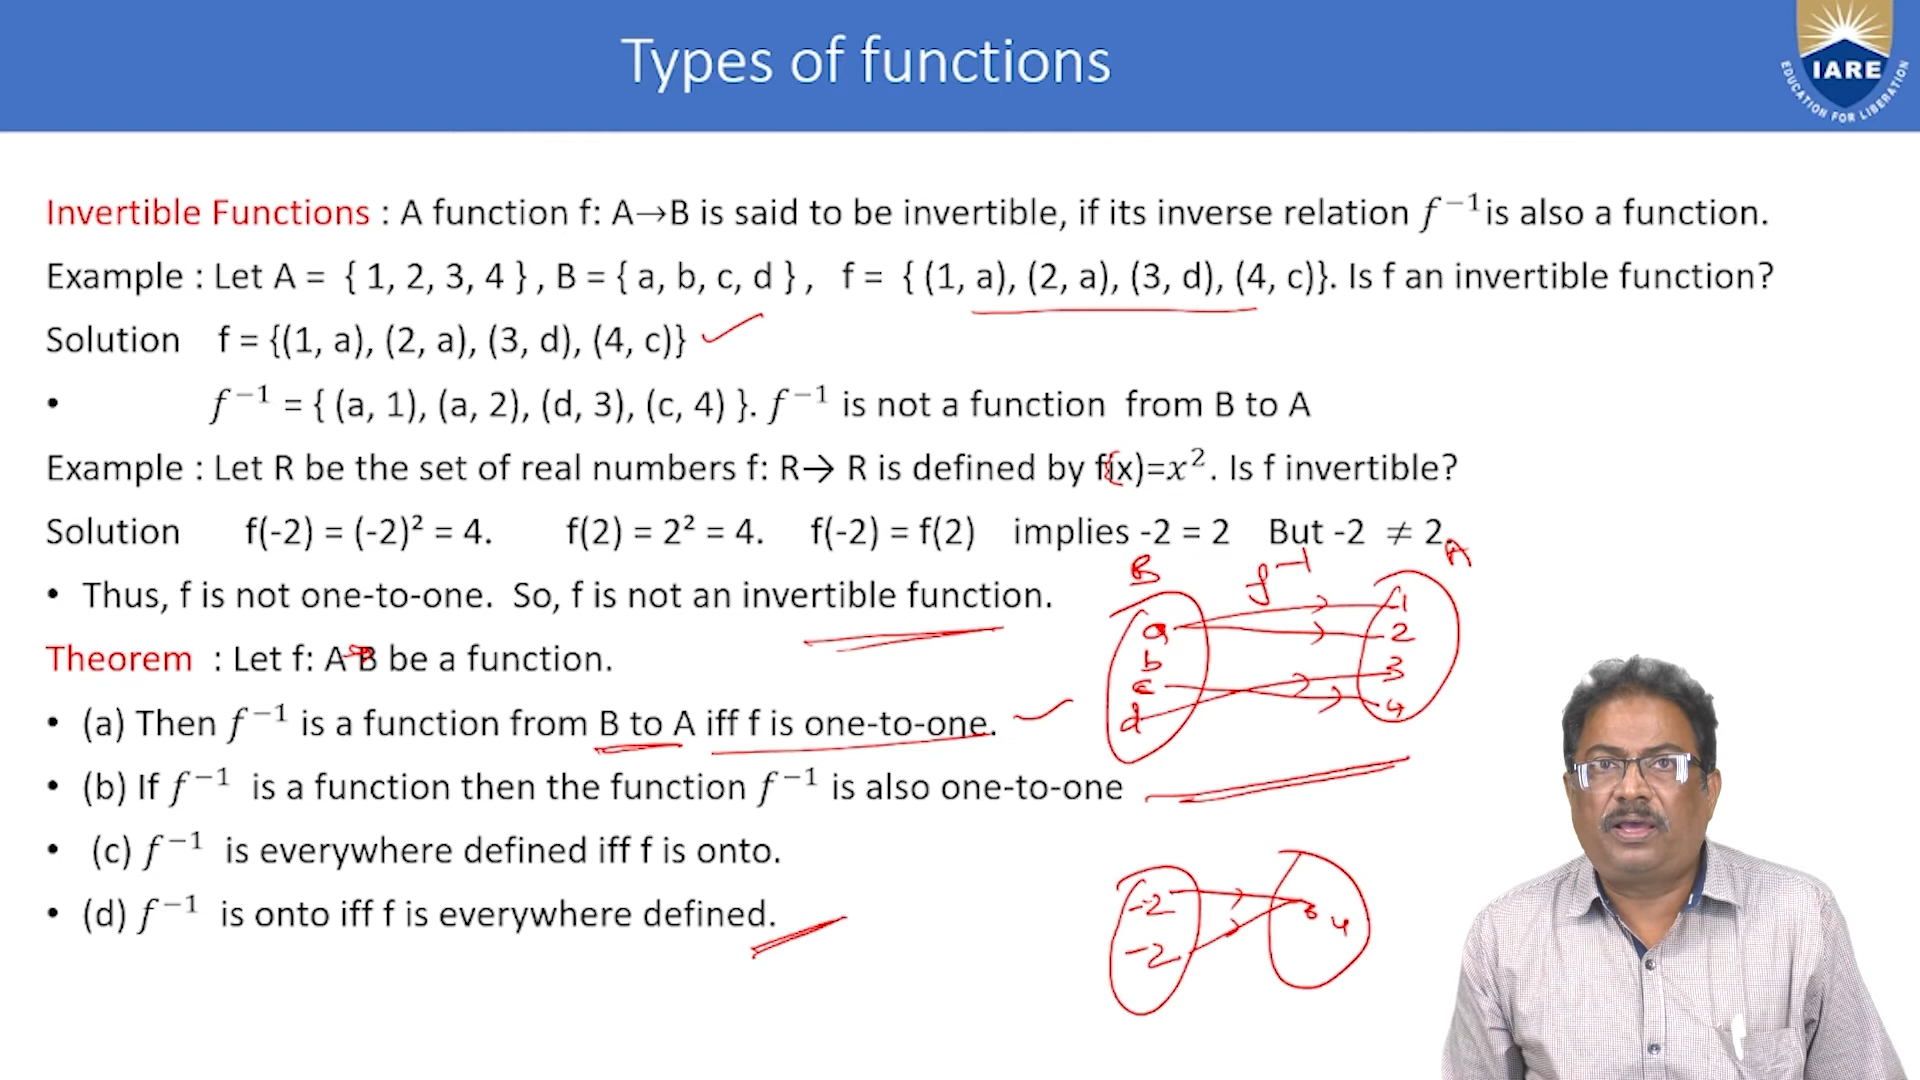 Types of functions
IARE
EDUCATION FOR LIBERATION
Invertible Functions : A function f: A→B is said to be invertible, if its inverse relation f⁻¹ is also a function.
Example : Let A = { 1, 2, 3, 4 } , B = { a, b, c, d } , f = { (1, a), (2, a), (3, d), (4, c)}. Is f an invertible function?
Solution f = {(1, a), (2, a), (3, d), (4, c)}
• f⁻¹ = { (a, 1), (a, 2), (d, 3), (c, 4) }. f⁻¹ is not a function from B to A
Example : Let R be the set of real numbers f: R→ R is defined by f(x)=x². Is f invertible?
Solution f(-2) = (-2)² = 4. f(2) = 2² = 4. f(-2) = f(2) implies -2 = 2 But -2 ≠ 2.
• Thus, f is not one-to-one. So, f is not an invertible function.
Theorem : Let f: A→B be a function.
• (a) Then f⁻¹ is a function from B to A iff f is one-to-one.
• (b) If f⁻¹ is a function then the function f⁻¹ is also one-to-one
• (c) f⁻¹ is everywhere defined iff f is onto.
• (d) f⁻¹ is onto iff f is everywhere defined.
B f⁻¹ A
a 1
b 2
c 3
d 4
-2 4
-2